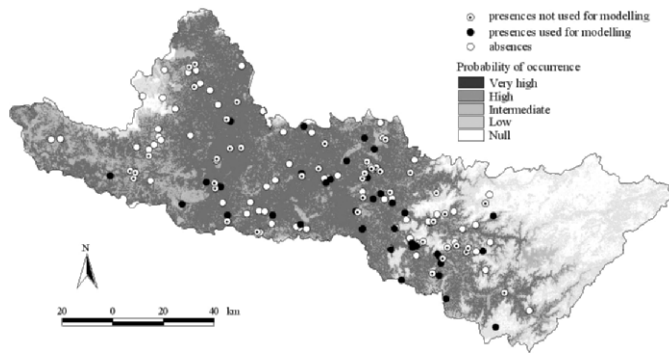 presences not used for modelling
presences used for modelling
absences
Probability of occurrence
Very high
High
Intermediate
Low
Null
N
20 0 20 40 km